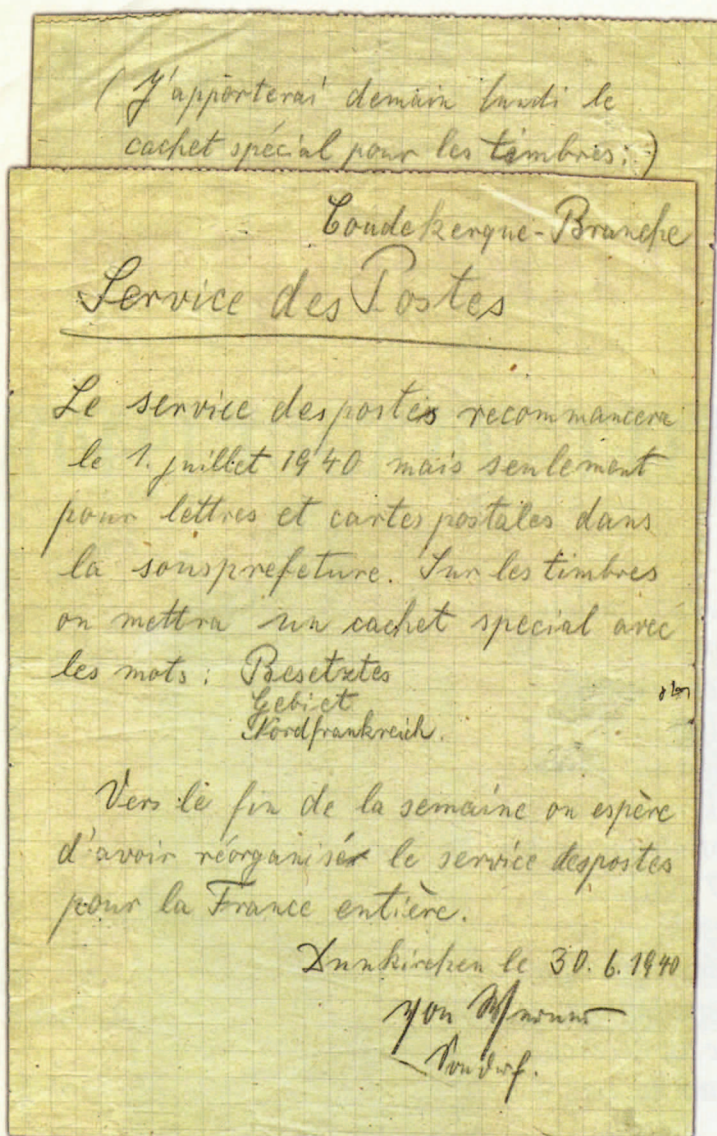 ( J'apporterai demain lundi le
cachet spécial pour les timbres. )
Coudekerque-Branche
Service des Postes
Le service des postes recommancera
le 1. juillet 1940 mais seulement
pour lettres et cartes postales dans
la sousprefeture. Sur les timbres
on mettra un cachet special avec
les mots : Besetztes
Gebiet
Nordfrankreich.
Vers le fin de la semaine on espère
d'avoir réorganisér le service des postes
pour la France entière.
Dunkirchen le 30. 6. 1940
von